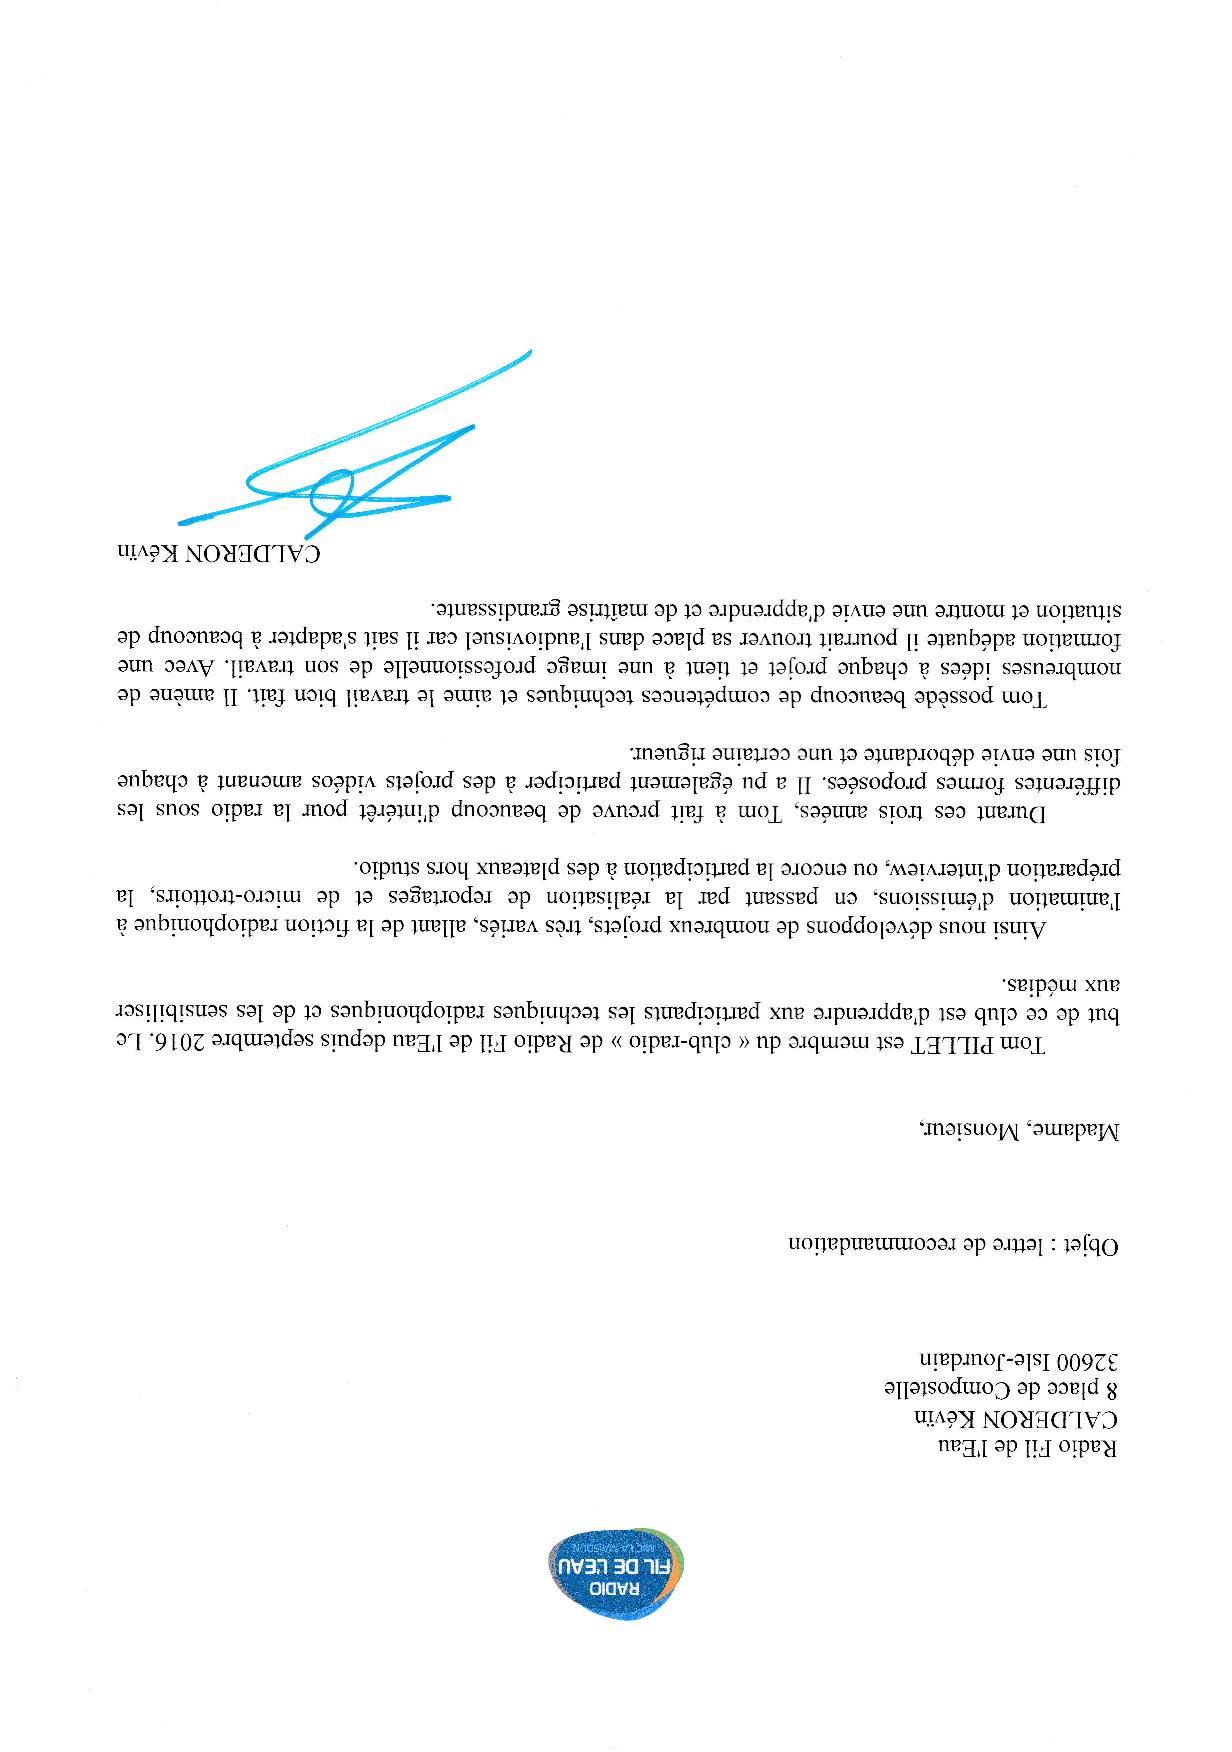 RADIO
FIL DE L'EAU
MJC LA MAISOUN
Radio Fil de l'Eau
CALDERON Kévïn
8 place de Compostelle
32600 Isle-Jourdain
Objet : lettre de recommandation
Madame, Monsieur,
Tom PILLET est membre du « club-radio » de Radio Fil de l'Eau depuis septembre 2016. Le
but de ce club est d'apprendre aux participants les techniques radiophoniques et de les sensibiliser
aux médias.
Ainsi nous développons de nombreux projets, très variés, allant de la fiction radiophonique à
l'animation d'émissions, en passant par la réalisation de reportages et de micro-trottoirs, la
préparation d'interview, ou encore la participation à des plateaux hors studio.
Durant ces trois années, Tom à fait preuve de beaucoup d'intérêt pour la radio sous les
différentes formes proposées. Il a pu également participer à des projets vidéos amenant à chaque
fois une envie débordante et une certaine rigueur.
Tom possède beaucoup de compétences techniques et aime le travail bien fait. Il amène de
nombreuses idées à chaque projet et tient à une image professionnelle de son travail. Avec une
formation adéquate il pourrait trouver sa place dans l'audiovisuel car il sait s'adapter à beaucoup de
situation et montre une envie d'apprendre et de maîtrise grandissante.
CALDERON Kévïn